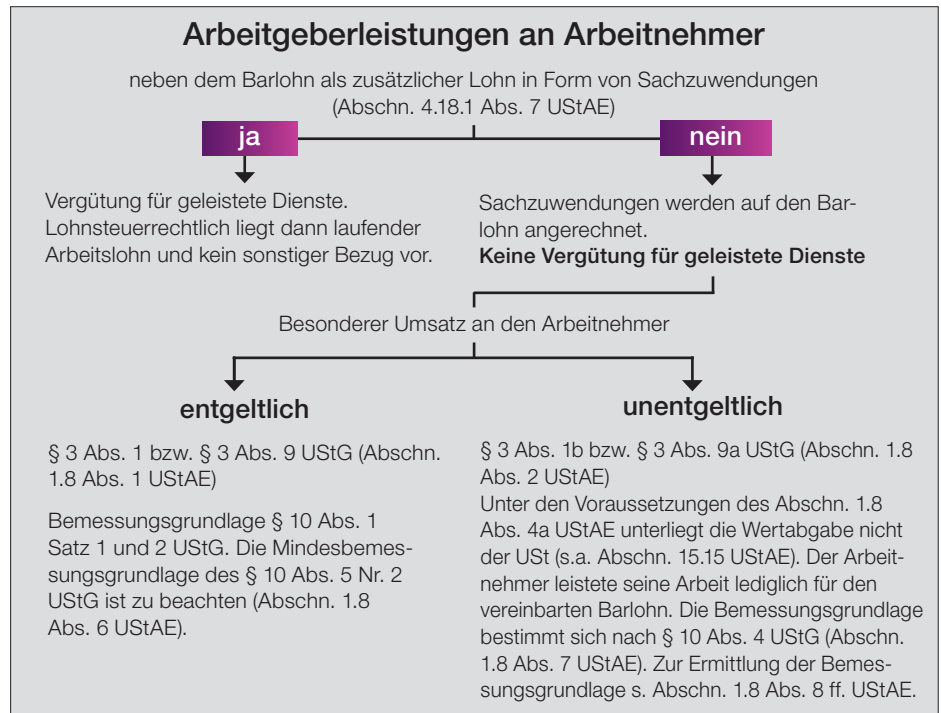 Arbeitgeberleistungen an Arbeitnehmer
neben dem Barlohn als zusätzlicher Lohn in Form von Sachzuwendungen
(Abschn. 4.18.1 Abs. 7 UStAE)
ja
nein
Vergütung für geleistete Dienste.
Lohnsteuerrechtlich liegt dann laufender
Arbeitslohn und kein sonstiger Bezug vor.
Sachzuwendungen werden auf den Bar-
lohn angerechnet.
Keine Vergütung für geleistete Dienste
Besonderer Umsatz an den Arbeitnehmer
entgeltlich
§ 3 Abs. 1 bzw. § 3 Abs. 9 UStG (Abschn.
1.8 Abs. 1 UStAE)
Bemessungsgrundlage § 10 Abs. 1
Satz 1 und 2 UStG. Die Mindesbemes-
sungsgrundlage des § 10 Abs. 5 Nr. 2
UStG ist zu beachten (Abschn. 1.8
Abs. 6 UStAE).
unentgeltlich
§ 3 Abs. 1b bzw. § 3 Abs. 9a UStG (Abschn. 1.8
Abs. 2 UStAE)
Unter den Voraussetzungen des Abschn. 1.8
Abs. 4a UStAE unterliegt die Wertabgabe nicht
der USt (s.a. Abschn. 15.15 UStAE). Der Arbeit-
nehmer leistete seine Arbeit lediglich für den
vereinbarten Barlohn. Die Bemessungsgrundlage
bestimmt sich nach § 10 Abs. 4 UStG (Abschn.
1.8 Abs. 7 UStAE). Zur Ermittlung der Bemes-
sungsgrundlage s. Abschn. 1.8 Abs. 8 ff. UStAE.